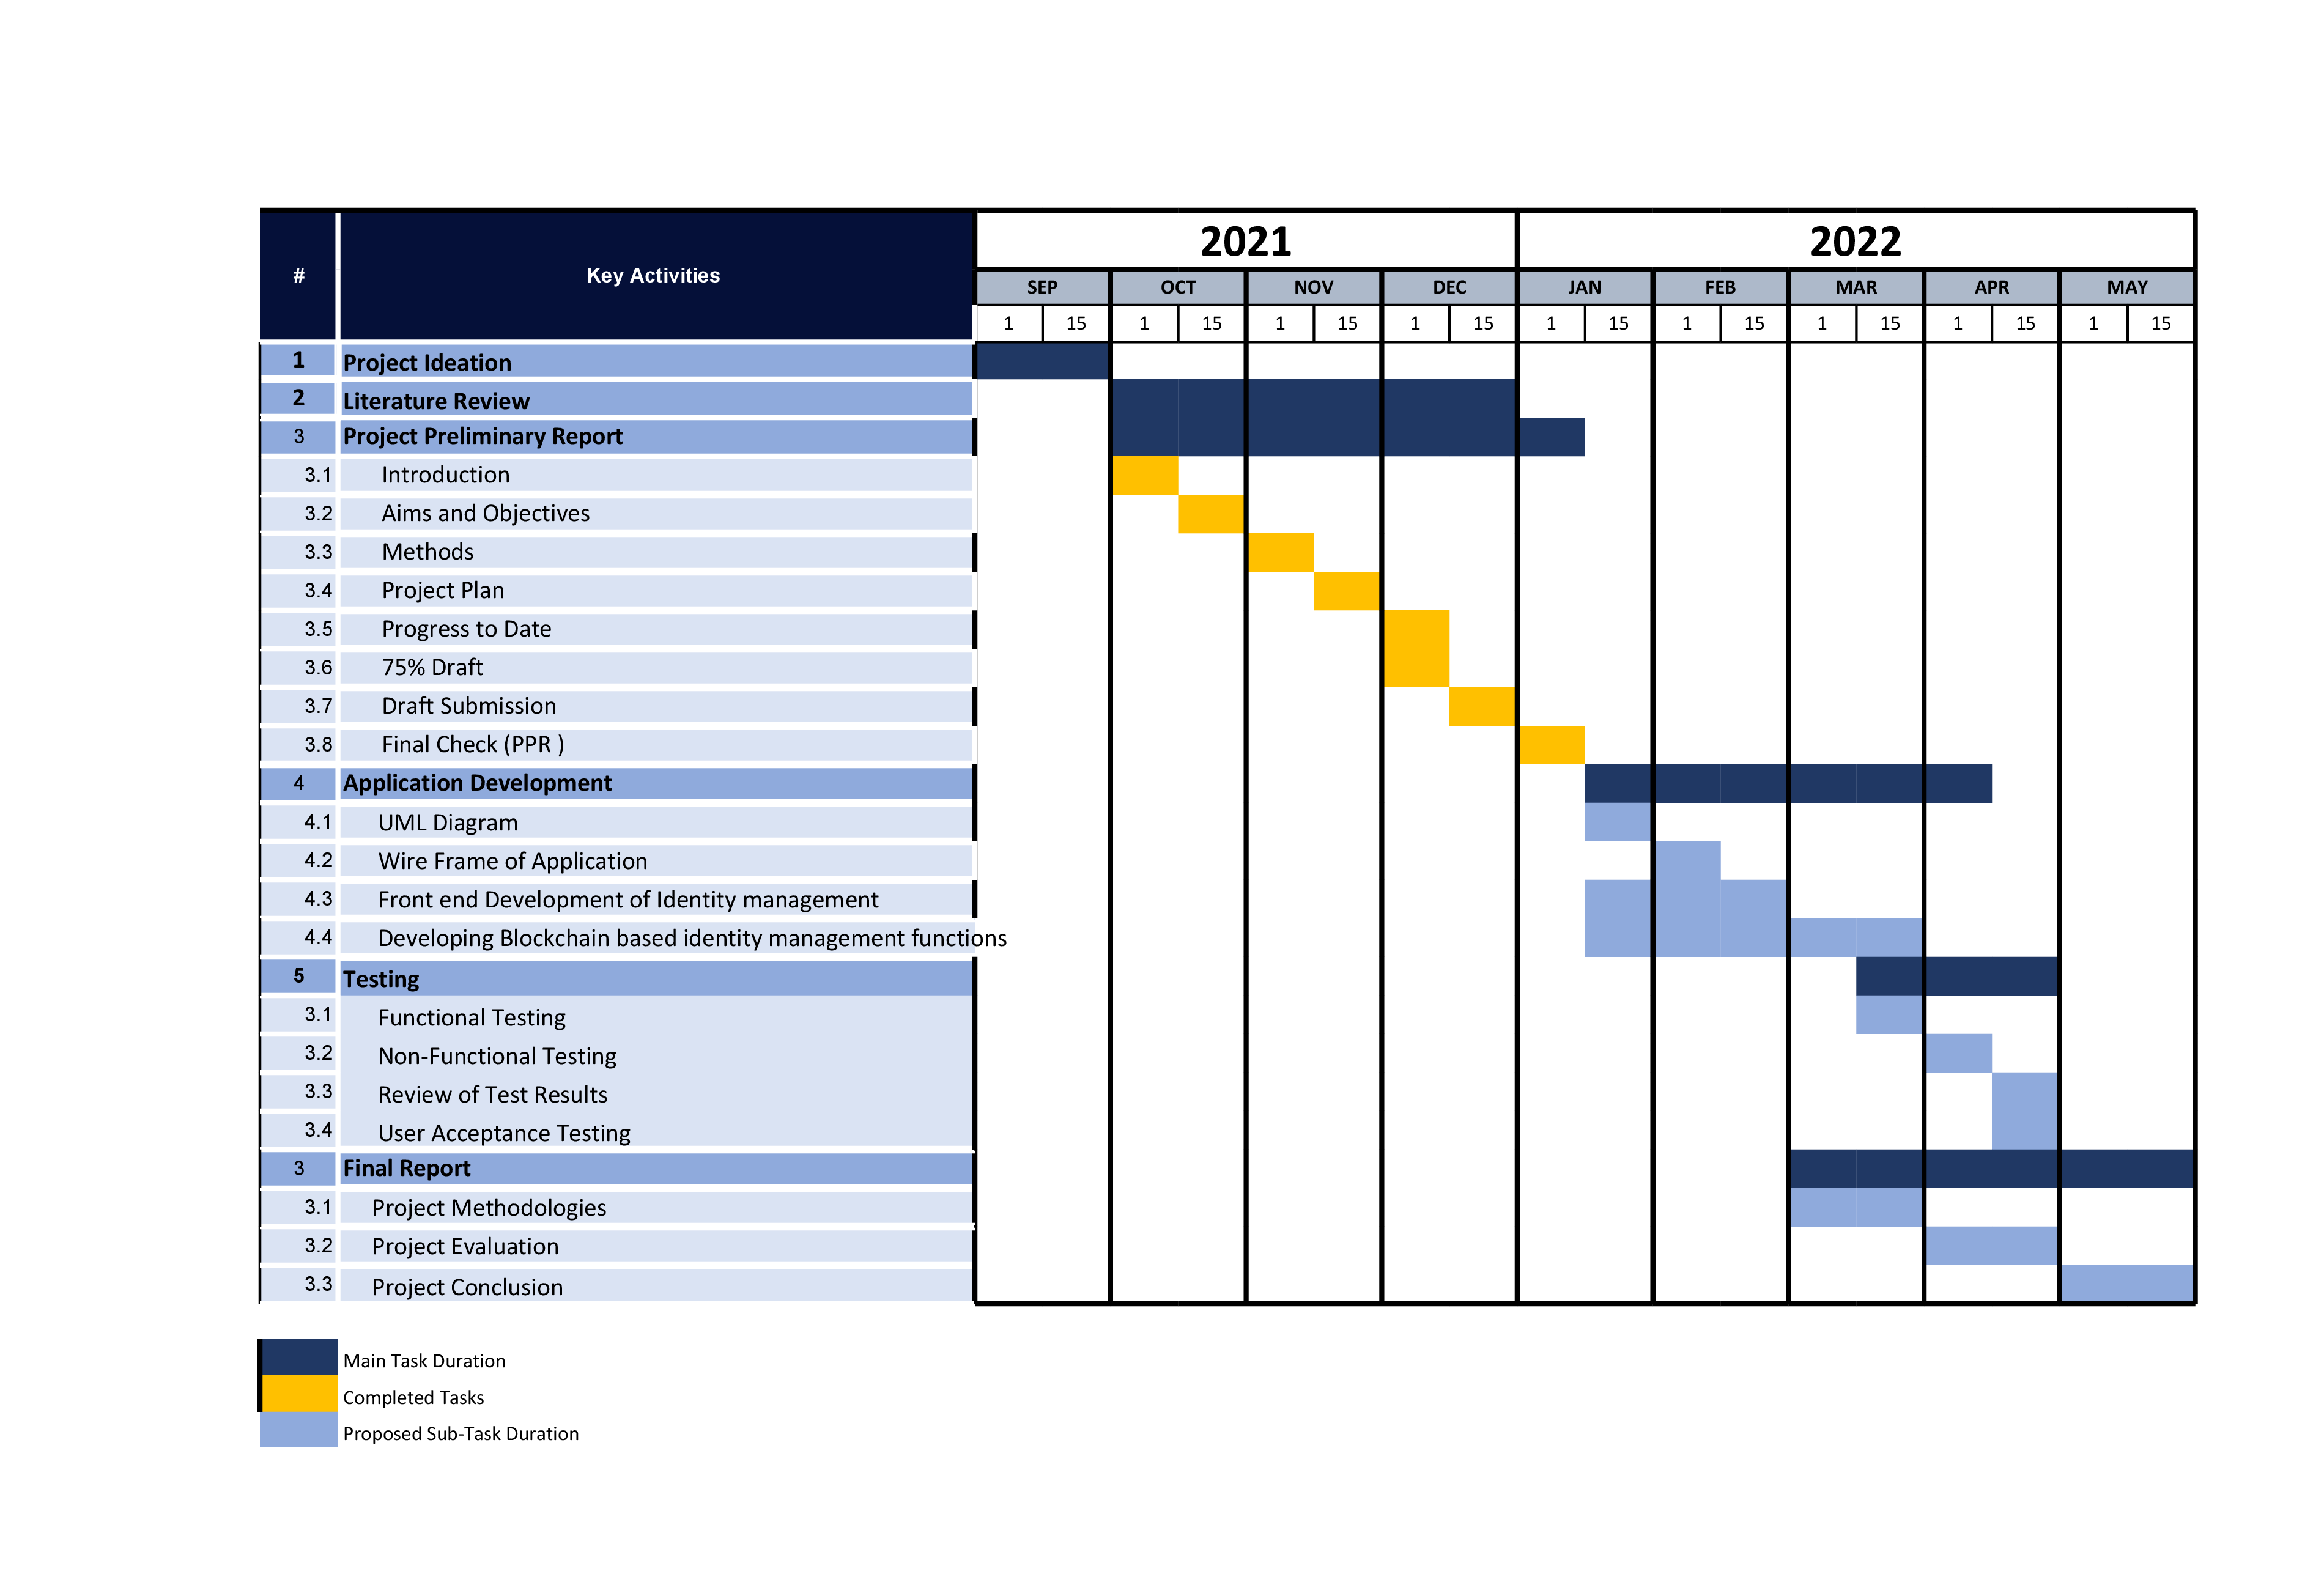 2021 2022
# Key Activities
SEP OCT NOV DEC JAN FEB MAR APR MAY
1 15 1 15 1 15 1 15 1 15 1 15 1 15 1 15 1 15
1 Project Ideation
2 Literature Review
3 Project Preliminary Report
3.1 Introduction
3.2 Aims and Objectives
3.3 Methods
3.4 Project Plan
3.5 Progress to Date
3.6 75% Draft
3.7 Draft Submission
3.8 Final Check (PPR )
4 Application Development
4.1 UML Diagram
4.2 Wire Frame of Application
4.3 Front end Development of Identity management
4.4 Developing Blockchain based identity management functions
5 Testing
3.1 Functional Testing
3.2 Non-Functional Testing
3.3 Review of Test Results
3.4 User Acceptance Testing
3 Final Report
3.1 Project Methodologies
3.2 Project Evaluation
3.3 Project Conclusion
Main Task Duration
Completed Tasks
Proposed Sub-Task Duration